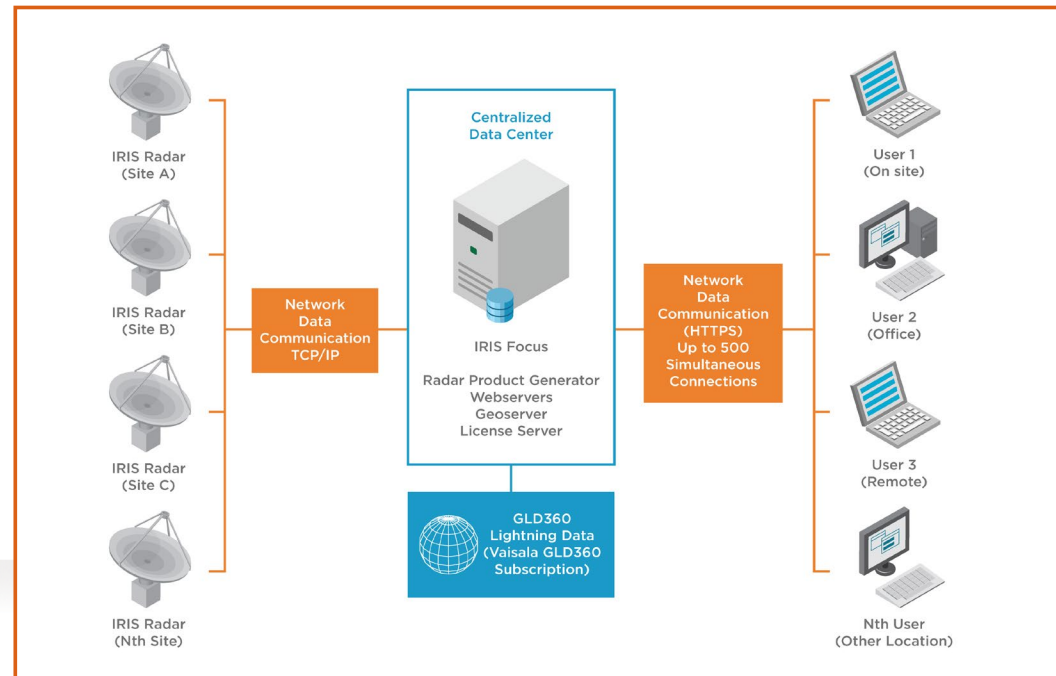 IRIS Radar
(Site A)
IRIS Radar
(Site B)
IRIS Radar
(Site C)
IRIS Radar
(Nth Site)
Network
Data
Communication
TCP/IP
Centralized
Data Center
IRIS Focus
Radar Product Generator
Webservers
Geoserver
License Server
GLD360
Lightning Data
(Vaisala GLD360
Subscription)
Network
Data
Communication
(HTTPS)
Up to 500
Simultaneous
Connections
User 1
(On site)
User 2
(Office)
User 3
(Remote)
Nth User
(Other Location)